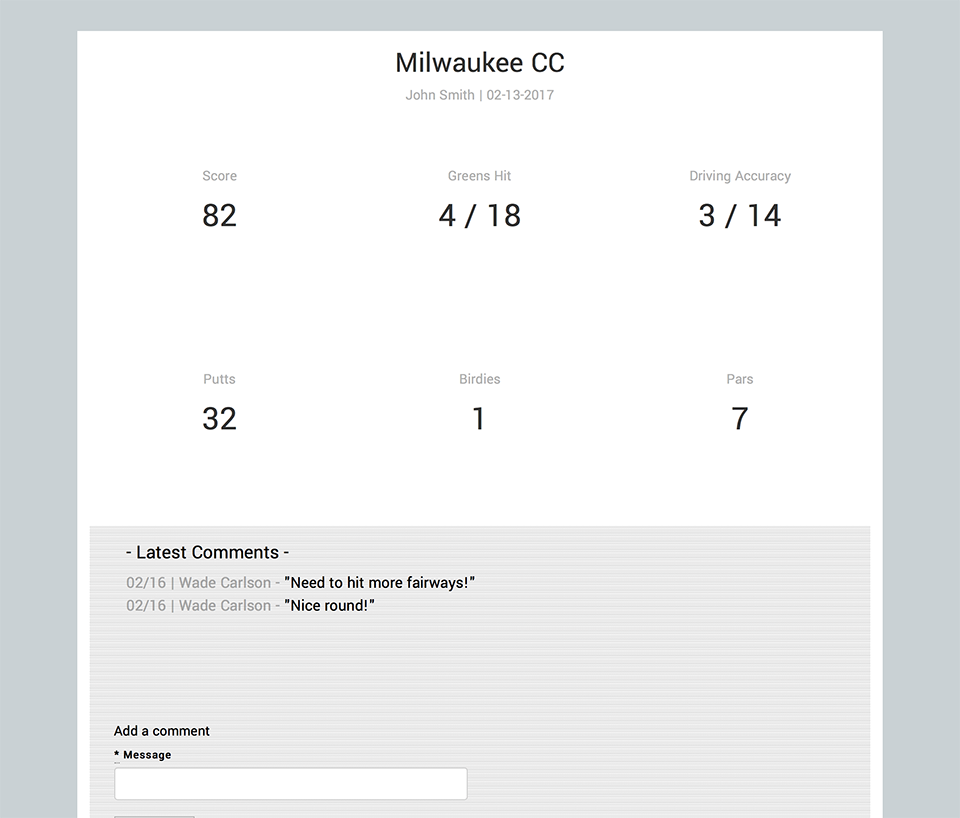 Milwaukee CC
John Smith | 02-13-2017
Score
82
Greens Hit
4 / 18
Driving Accuracy
3 / 14
Putts
32
Birdies
1
Pars
7
- Latest Comments -
02/16 | Wade Carlson - "Need to hit more fairways!"
02/16 | Wade Carlson - "Nice round!"
Add a comment
* Message